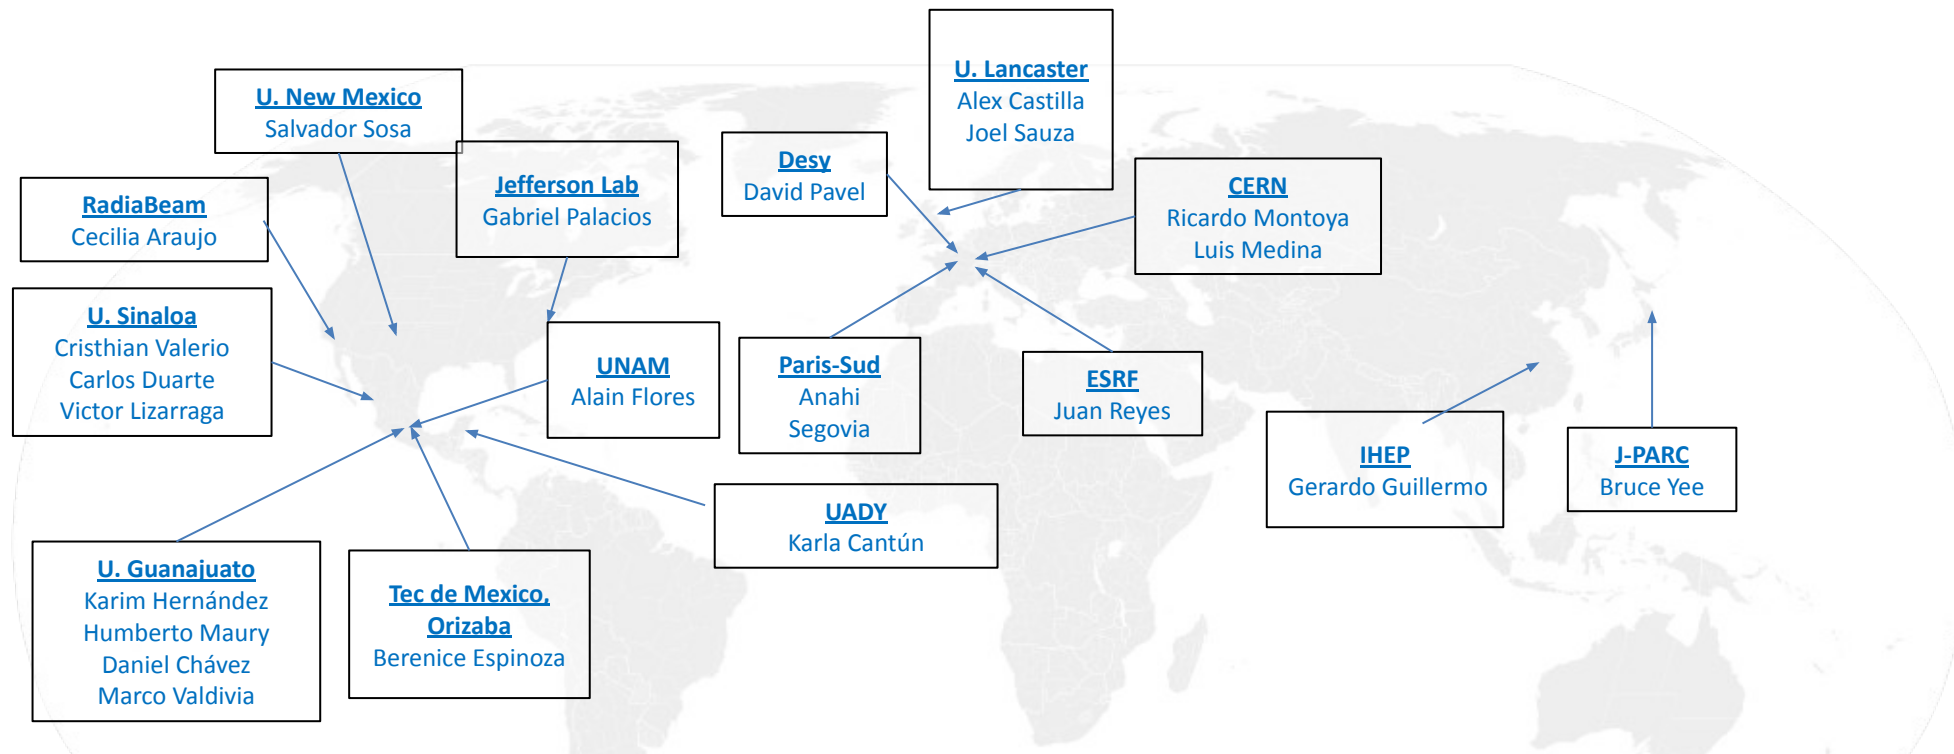 U. Lancaster
Alex Castilla
Joel Sauza
U. New Mexico
Salvador Sosa
Desy
David Pavel
Jefferson Lab
Gabriel Palacios
CERN
Ricardo Montoya
Luis Medina
RadiaBeam
Cecilia Araujo
U. Sinaloa
Cristhian Valerio
Carlos Duarte
Victor Lizarraga
UNAM
Alain Flores
Paris-Sud
Anahi
Segovia
ESRF
Juan Reyes
IHEP
Gerardo Guillermo
J-PARC
Bruce Yee
UADY
Karla Cantún
U. Guanajuato
Karim Hernández
Humberto Maury
Daniel Chávez
Marco Valdivia
Tec de Mexico,
Orizaba
Berenice Espinoza